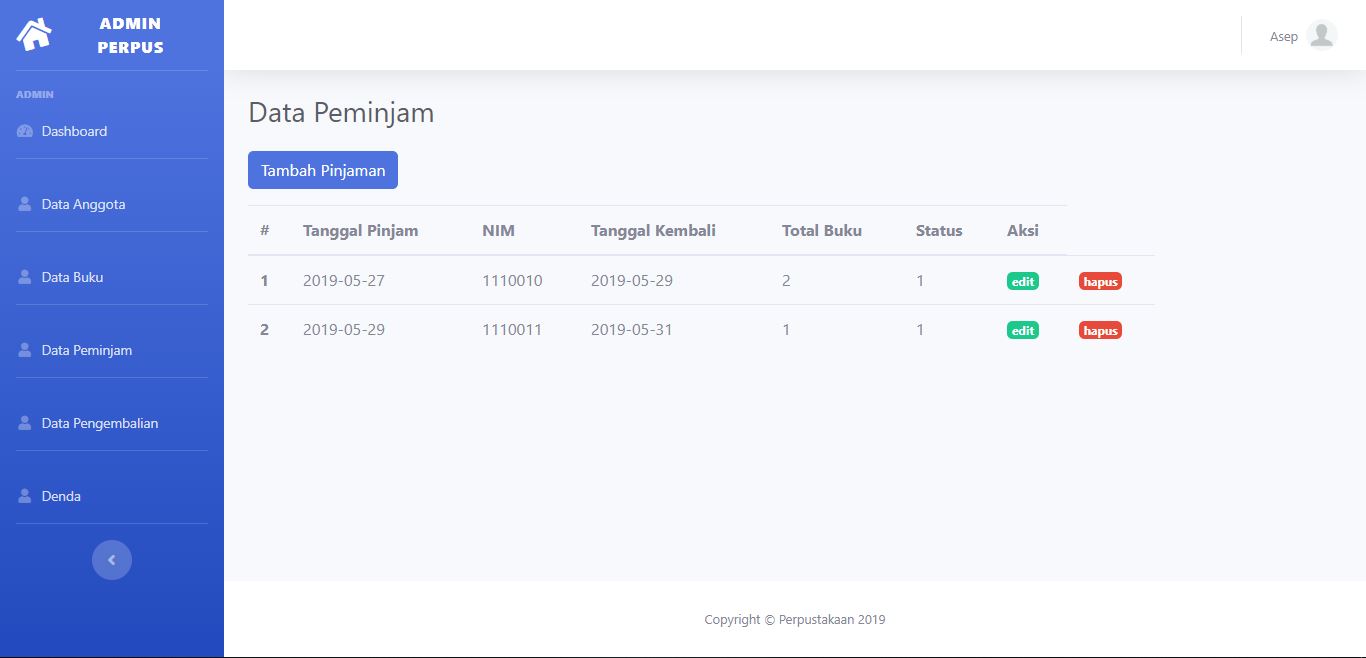 ADMIN
PERPUS
Asep
ADMIN
Dashboard
Data Anggota
Data Buku
Data Peminjam
Data Pengembalian
Denda
Data Peminjam
Tambah Pinjaman
# Tanggal Pinjam NIM Tanggal Kembali Total Buku Status Aksi
1 2019-05-27 1110010 2019-05-29 2 1 edit hapus
2 2019-05-29 1110011 2019-05-31 1 1 edit hapus
Copyright © Perpustakaan 2019